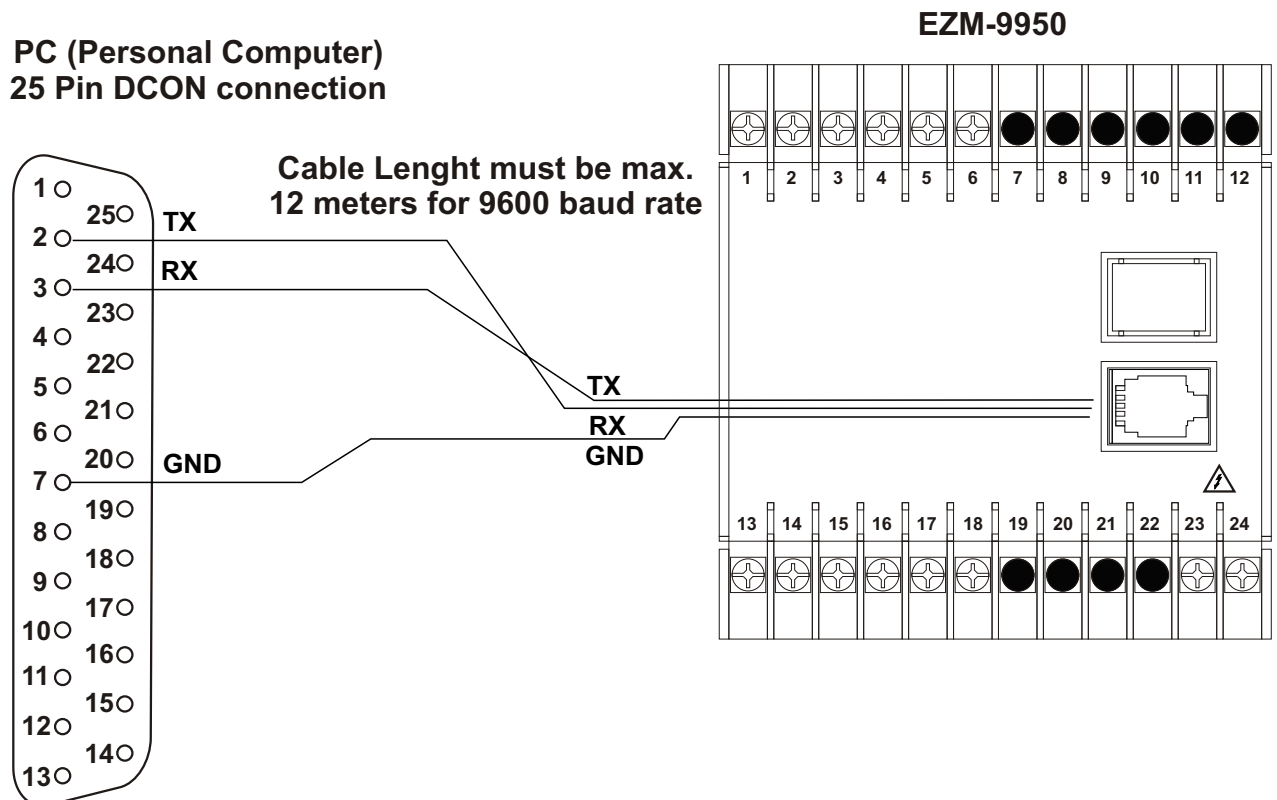 EZM-9950
PC (Personal Computer)
25 Pin DCON connection
Cable Lenght must be max.
12 meters for 9600 baud rate
1 2 3 4 5 6 7 8 9 10 11 12
1
25
2
TX
24
RX
3
23
4
22
5
TX
21
6
RX
20
GND
GND
7
19
8
18
9
17
10
16
11
15
12
14
13
13 14 15 16 17 18 19 20 21 22 23 24